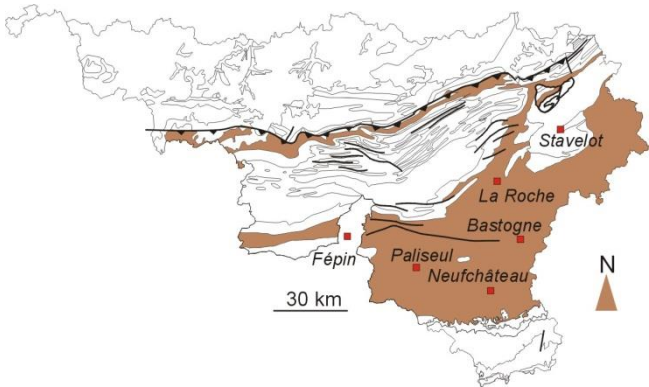 Stavelot
La Roche
Bastogne
Fépin
Paliseul
Neufchâteau
N
30 km